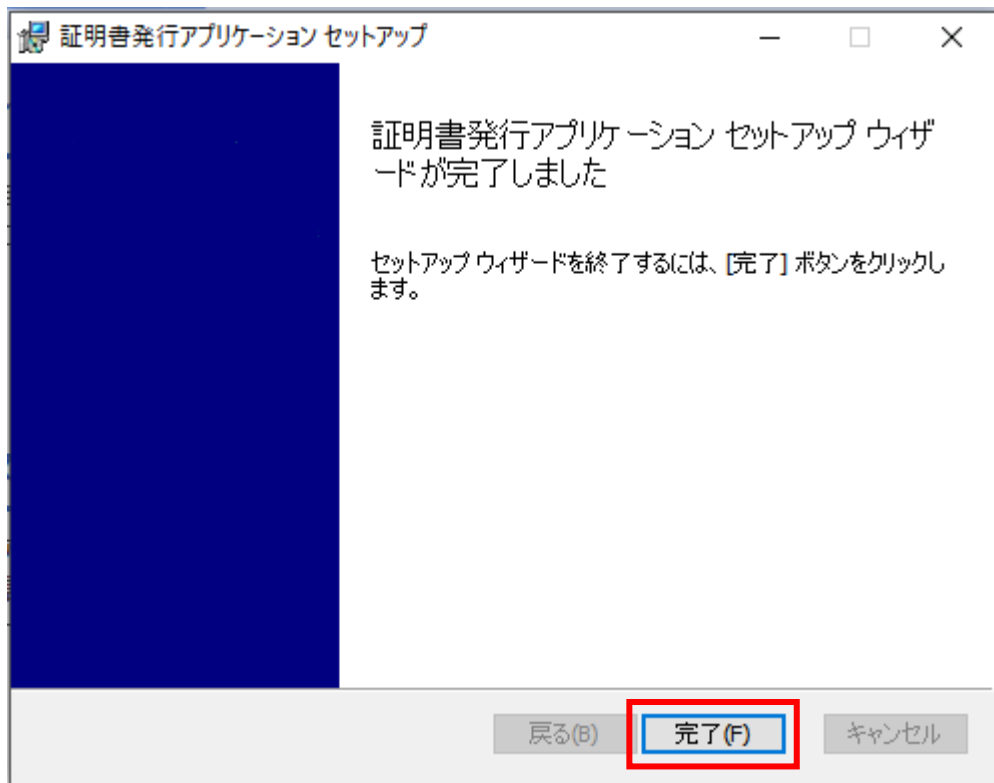 証明書発行アプリケーション セットアップ
証明書発行アプリケーション セットアップ ウィザ
ードが完了しました
セットアップ ウィザードを終了するには、[完了] ボタンをクリックし
ます。
戻る(B) 完了(F) キャンセル